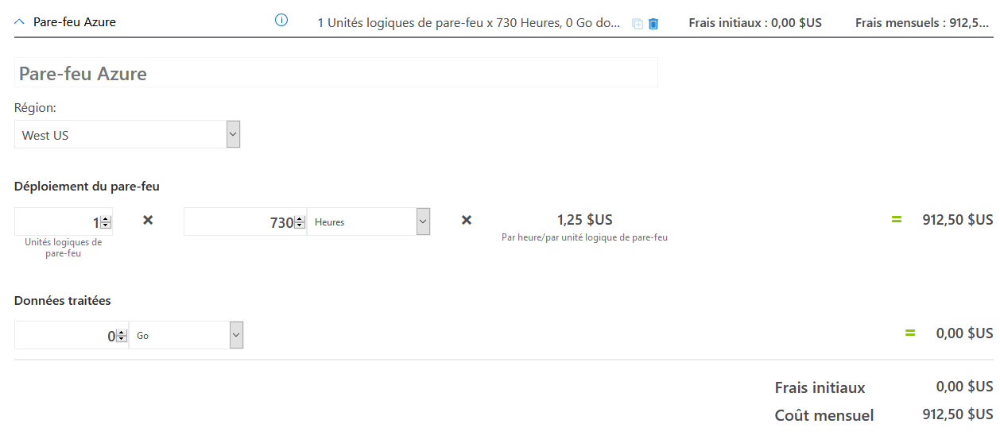 Pare-feu Azure
1 Unités logiques de pare-feu x 730 Heures, 0 Go do...
Frais initiaux : 0,00 $US
Frais mensuels : 912,5...
Pare-feu Azure
Région:
West US
Déploiement du pare-feu
1
730
Heures
1,25 $US
= 912,50 $US
Unités logiques de
pare-feu
Par heure/par unité logique de pare-feu
Données traitées
0
Go
= 0,00 $US
Frais initiaux 0,00 $US
Coût mensuel 912,50 $US